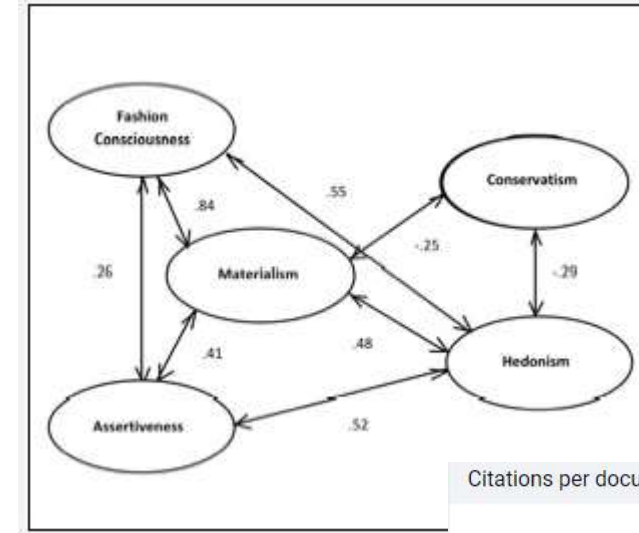 Fashion
Consciousness
Conservatism
.55
.84
-.25
.26
Materialism
-.29
.48
.41
Hedonism
Assertiveness
.52
Citations per docu